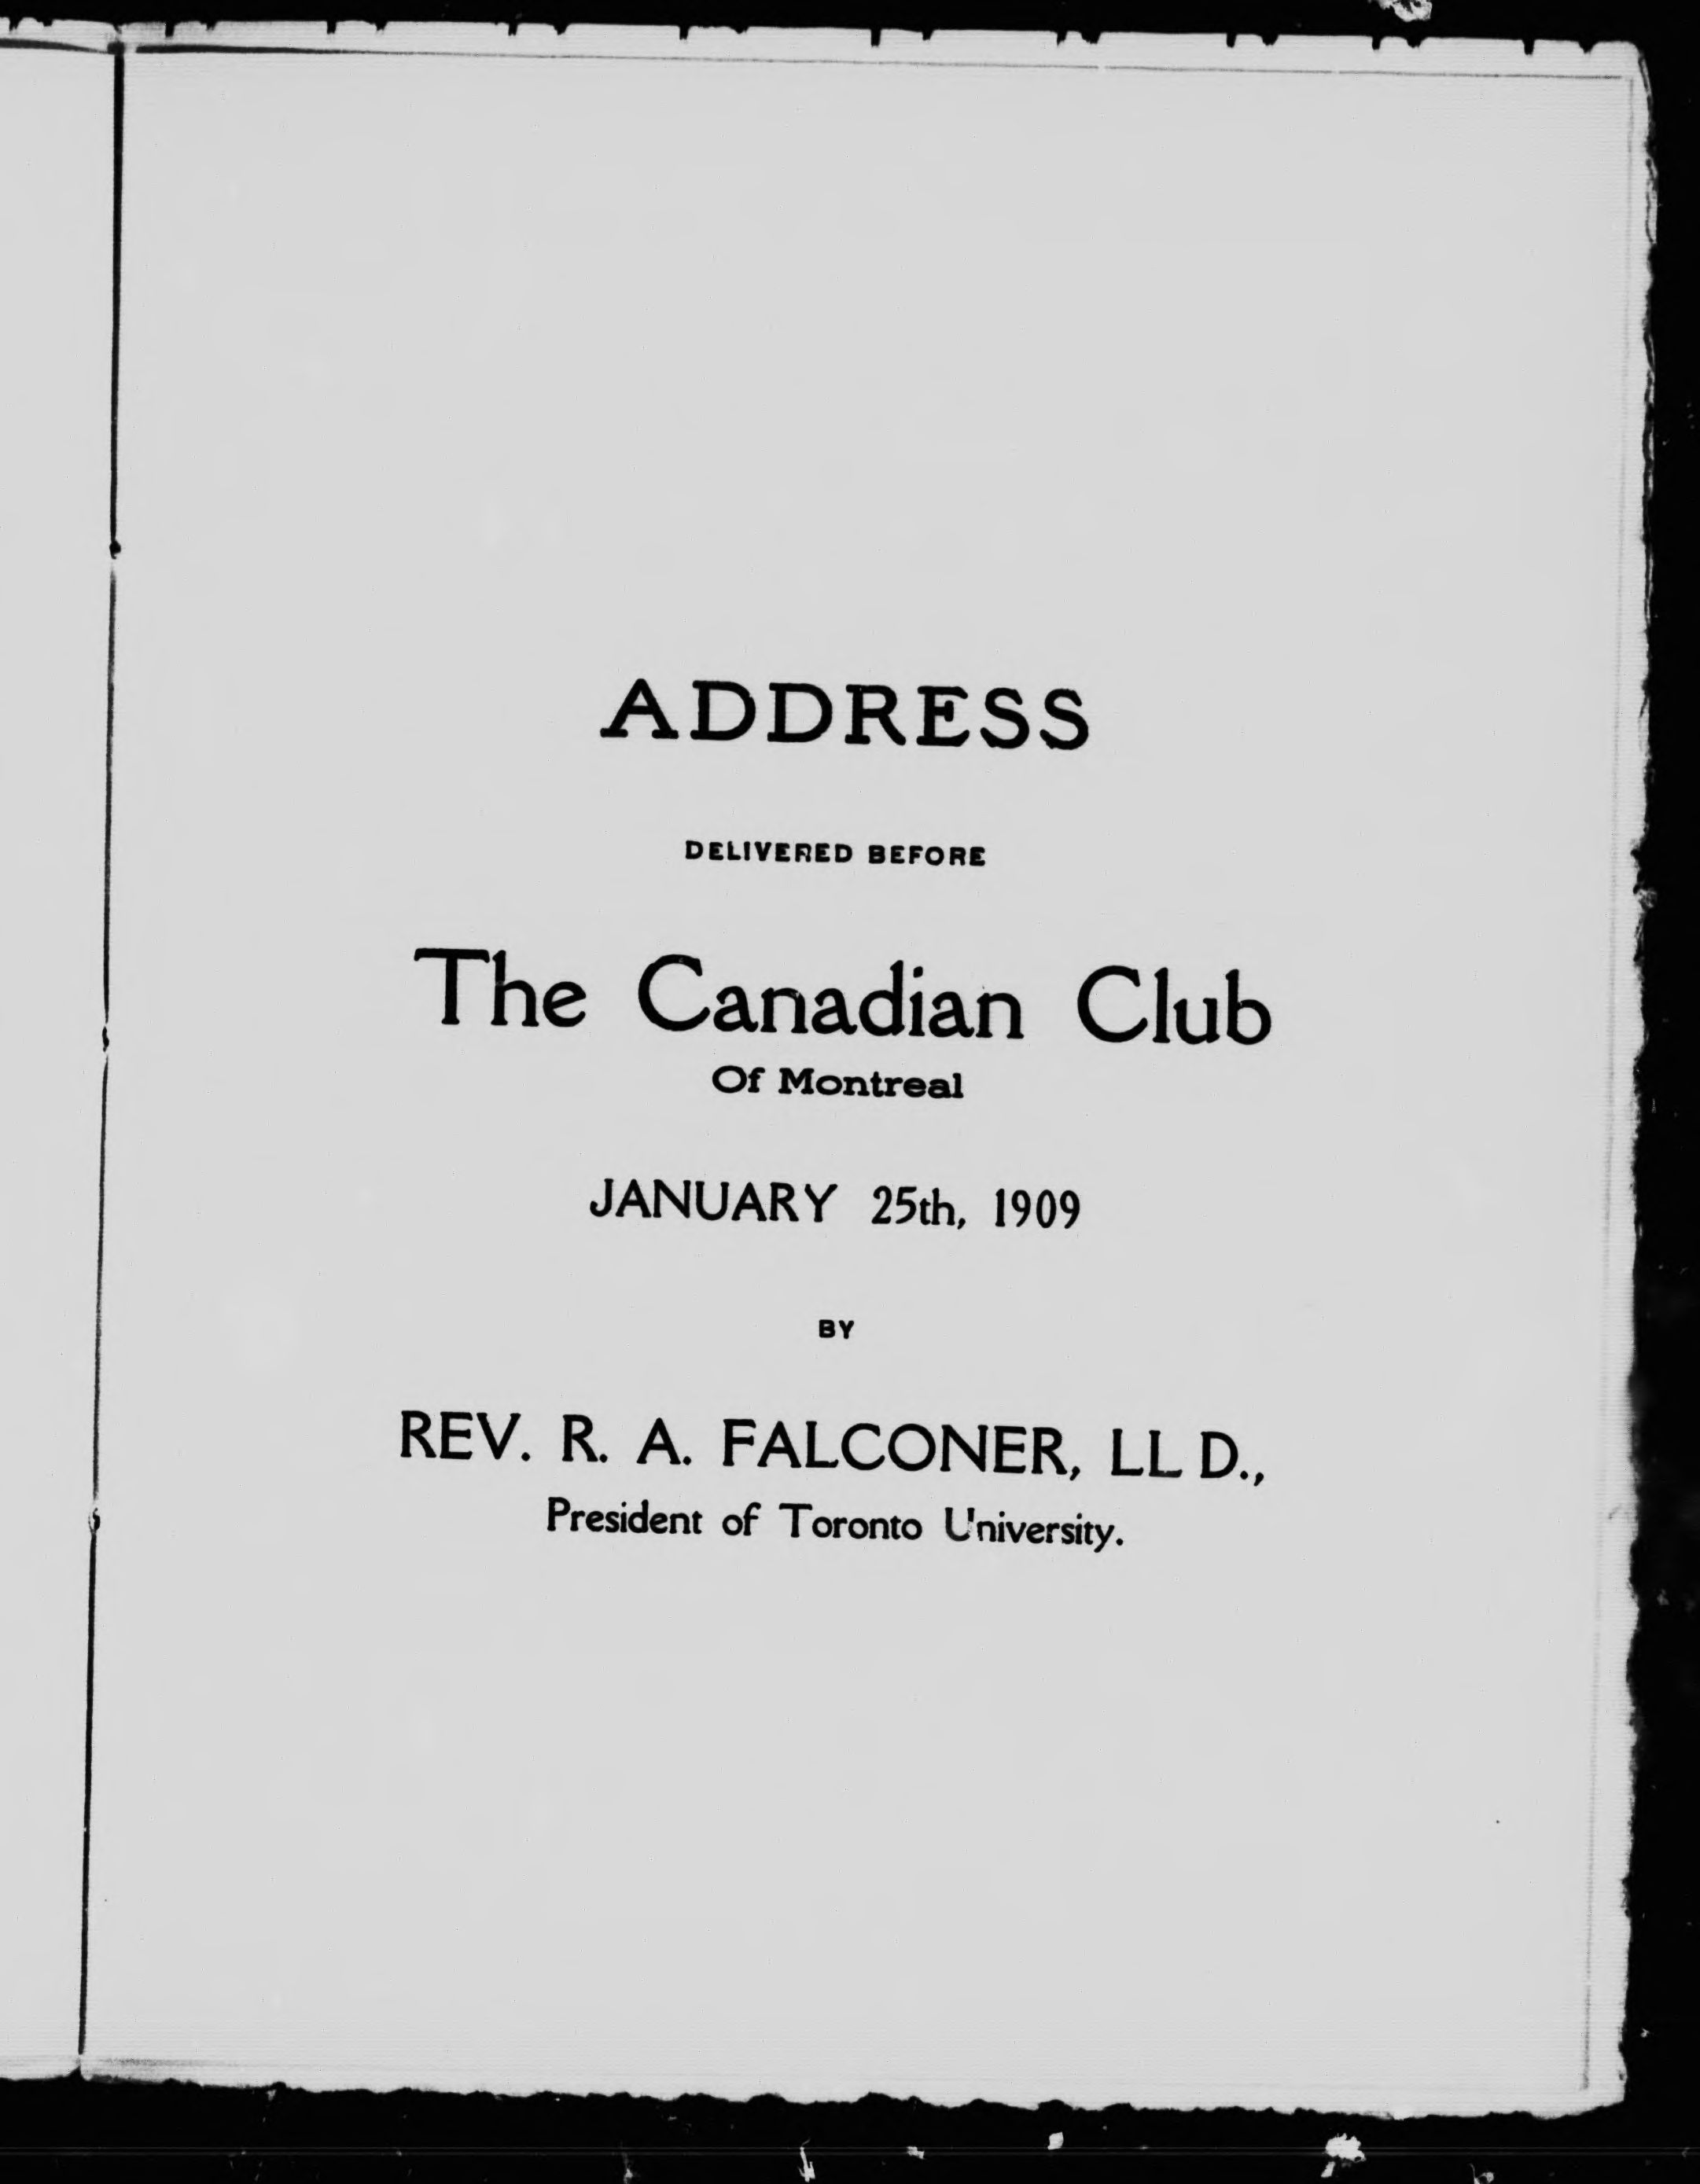 ADDRESS
DELIVERED BEFORE
The Canadian Club
Of Montreal
JANUARY 25th, 1909
BY
REV. R. A. FALCONER, LL D.,
President of Toronto University.